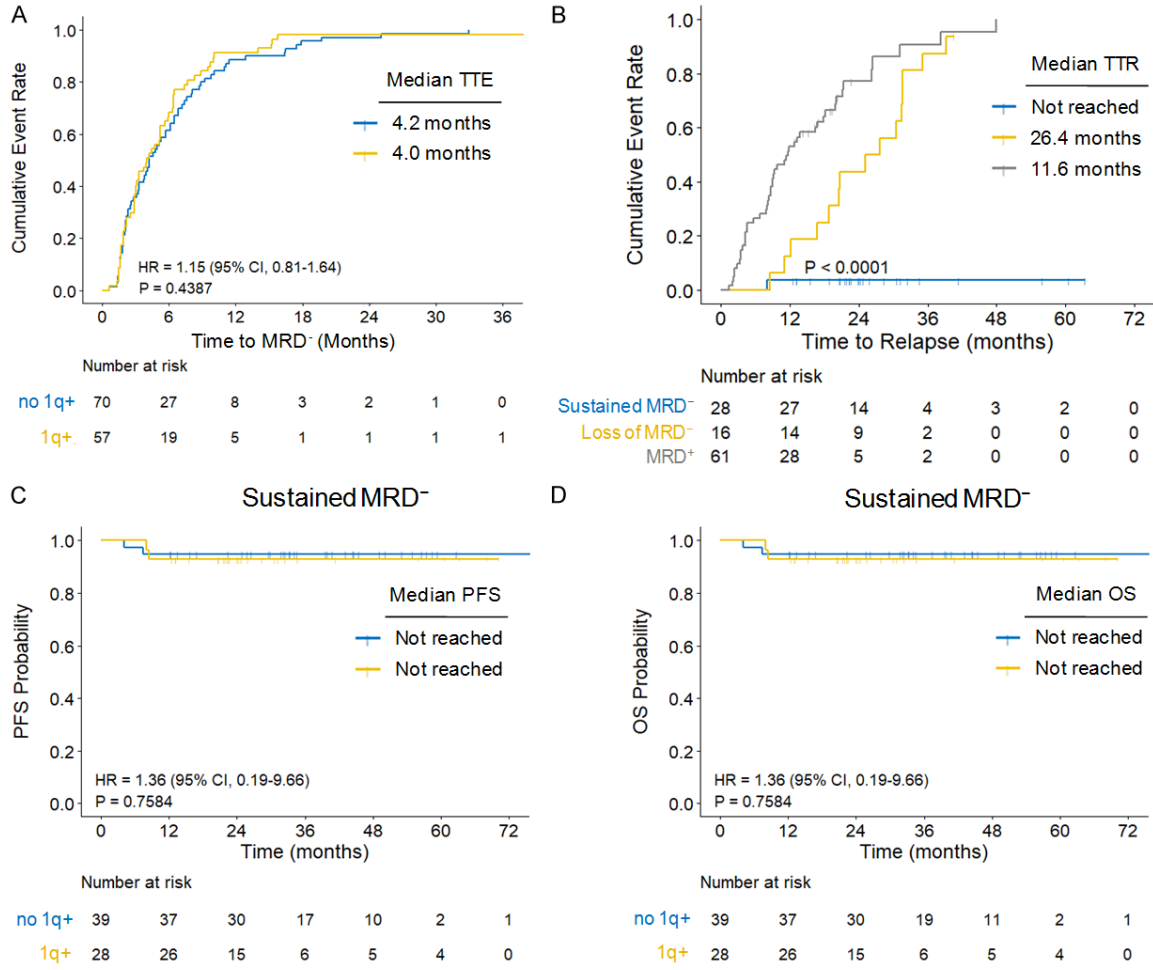 A
Cumulative Event Rate
1.0
0.8
0.6
0.4
0.2
0.0
Median TTE
4.2 months
4.0 months
HR = 1.15 (95% CI, 0.81-1.64)
P = 0.4387
0 6 12 18 24 30 36
Time to MRD⁻ (Months)
Number at risk
no 1q+ 70 27 8 3 2 1 0
1q+ 57 19 5 1 1 1 1
B
Cumulative Event Rate
1.0
0.8
0.6
0.4
0.2
0.0
Median TTR
Not reached
26.4 months
11.6 months
P < 0.0001
0 12 24 36 48 60 72
Time to Relapse (months)
Number at risk
Sustained MRD⁻ 28 27 14 4 3 2 0
Loss of MRD⁻ 16 14 9 2 0 0 0
MRD⁺ 61 28 5 2 0 0 0
C
Sustained MRD⁻
PFS Probability
1.0
0.8
0.6
0.4
0.2
0.0
Median PFS
Not reached
Not reached
HR = 1.36 (95% CI, 0.19-9.66)
P = 0.7584
0 12 24 36 48 60 72
Time (months)
Number at risk
no 1q+ 39 37 30 17 10 2 1
1q+ 28 26 15 6 5 4 0
D
Sustained MRD⁻
OS Probability
1.0
0.8
0.6
0.4
0.2
0.0
Median OS
Not reached
Not reached
HR = 1.36 (95% CI, 0.19-9.66)
P = 0.7584
0 12 24 36 48 60 72
Time (months)
Number at risk
no 1q+ 39 37 30 19 11 2 1
1q+ 28 26 15 6 5 4 0